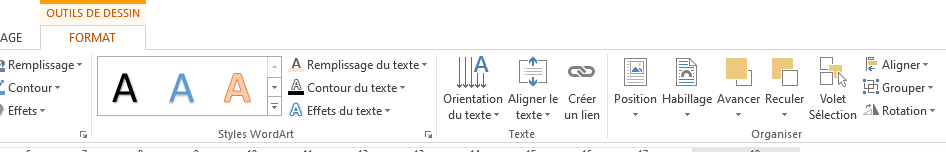 OUTILS DE DESSIN
AGE FORMAT
Remplissage
Contour
Effets
A A A
Remplissage du texte
Contour du texte
Effets du texte
Styles WordArt
Orientation
du texte
Aligner le
texte
Créer
un lien
Texte
Position
Habillage
Avancer
Reculer
Volet
Sélection
Aligner
Grouper
Rotation
Organiser